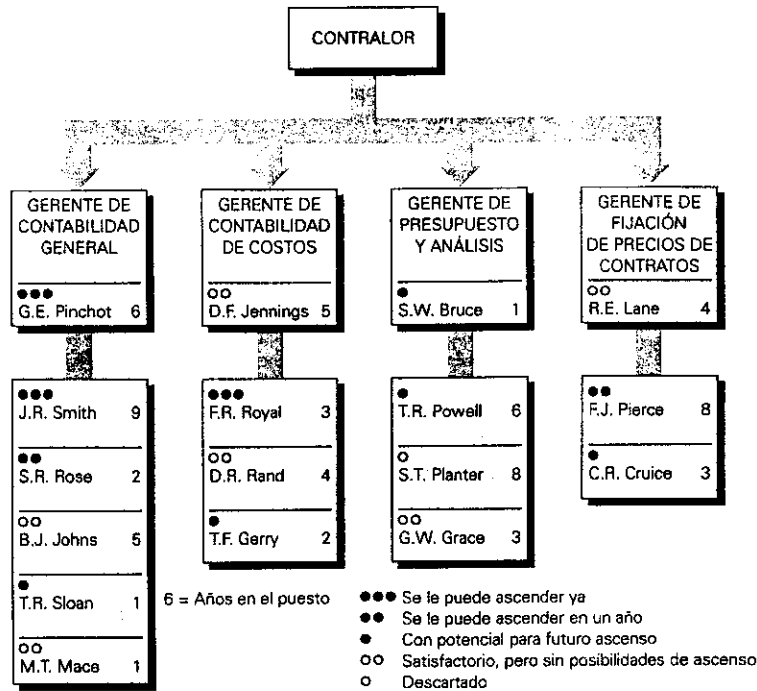 CONTRALOR
GERENTE DE
CONTABILIDAD
GENERAL
●●●
G.E. Pinchot 6
GERENTE DE
CONTABILIDAD
DE COSTOS
○○
D.F. Jennings 5
GERENTE DE
PRESUPUESTO
Y ANÁLISIS
●
S.W. Bruce 1
GERENTE DE
FIJACIÓN
DE PRECIOS DE
CONTRATOS
○○
R.E. Lane 4
●●●
J.R. Smith 9
●●
S.R. Rose 2
○○
B.J. Johns 5
●
T.R. Sloan 1
○○
M.T. Mace 1
●●●
F.R. Royal 3
○○
D.R. Rand 4
●
T.F. Gerry 2
●
T.R. Powell 6
○
S.T. Planter 8
○○
G.W. Grace 3
●●
F.J. Pierce 8
●
C.R. Cruice 3
6 = Años en el puesto
●●● Se le puede ascender ya
●● Se le puede ascender en un año
● Con potencial para futuro ascenso
○○ Satisfactorio, pero sin posibilidades de ascenso
○ Descartado